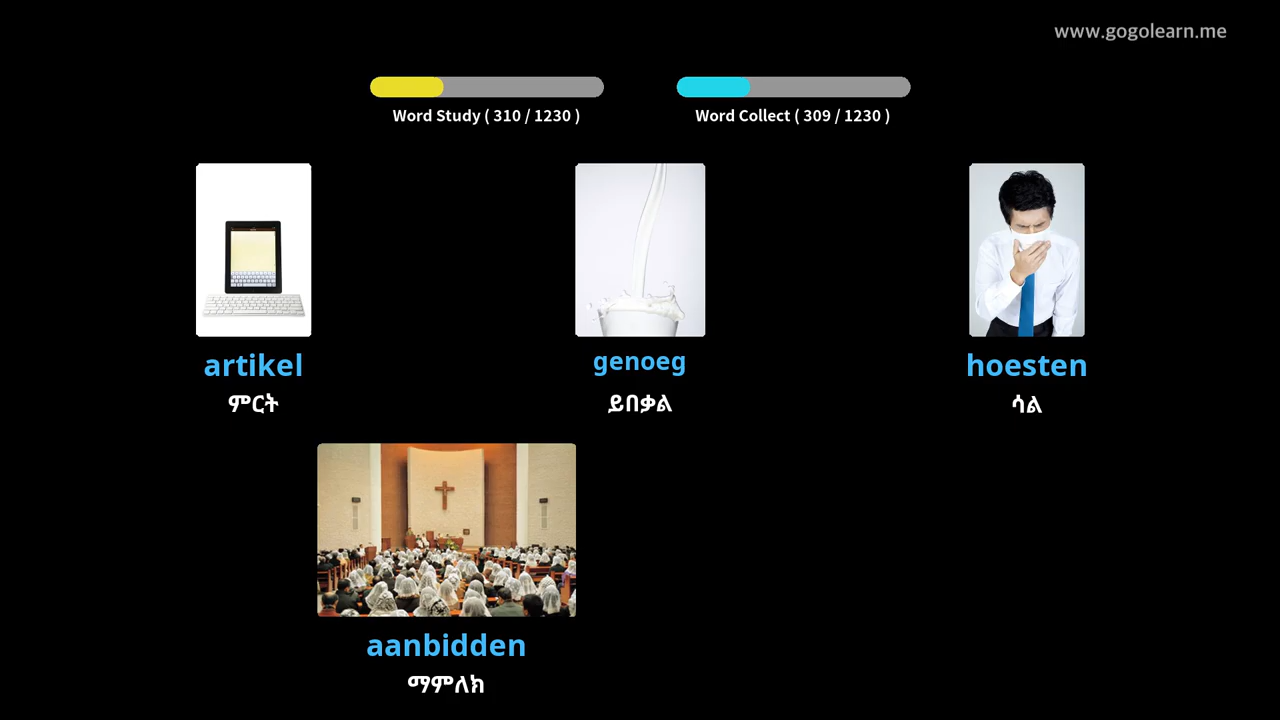 www.gogolearn.me
Word Study ( 310 / 1230 )
Word Collect ( 309 / 1230 )
artikel
ምርት
genoeg
ይበቃል
hoesten
ሳል
aanbidden
ማምለክ